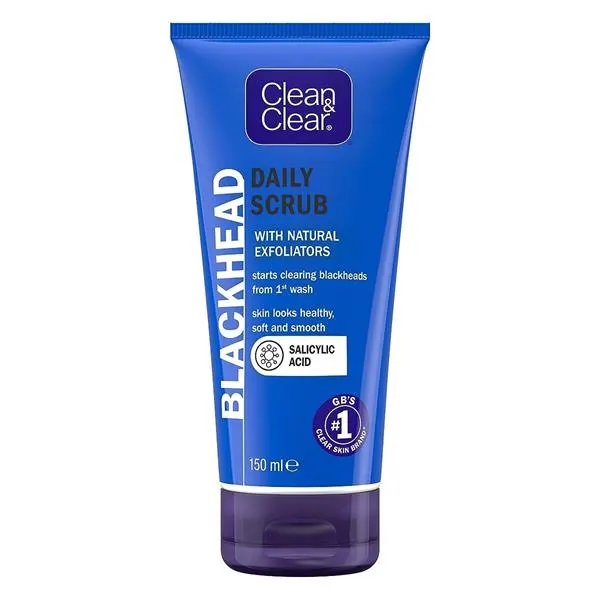 Clean &
Clear®
BLACKHEAD
DAILY
SCRUB
WITH NATURAL
EXFOLIATORS
starts clearing blackheads
from 1st wash
skin looks healthy,
soft and smooth
SALICYLIC
ACID
GB'S
#1
CLEAR SKIN BRAND*
150 ml ℮